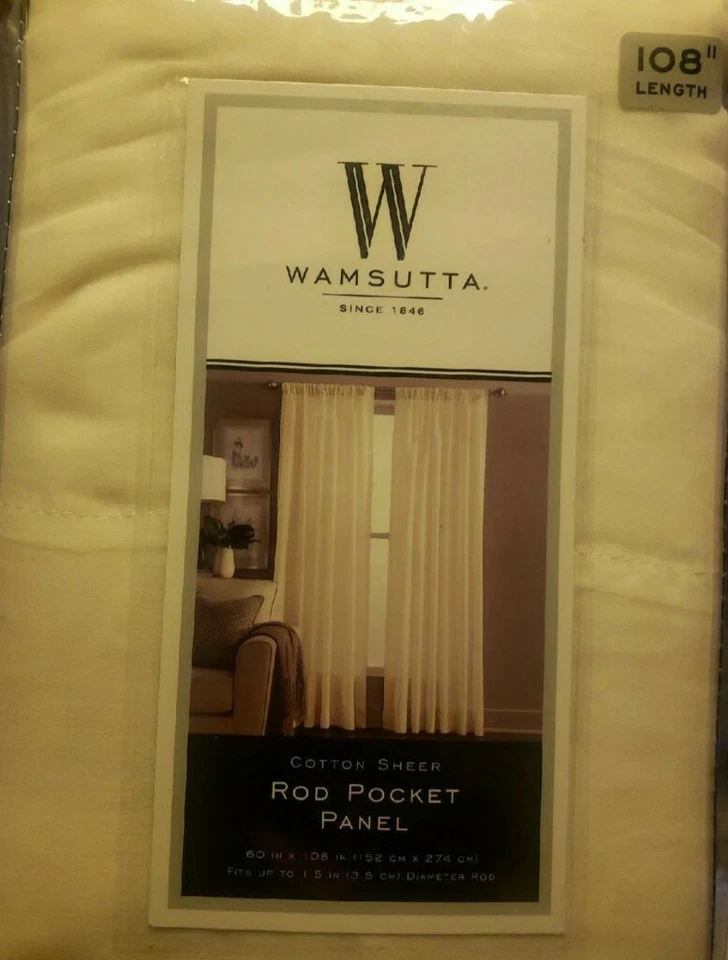 108"
LENGTH
W
WAMSUTTA.
SINCE 1846
COTTON SHEER
ROD POCKET
PANEL
60 IN X 108 IN (152 CM X 274 CM)
FITS UP TO 1.5 IN (3.8 CM) DIAMETER ROD